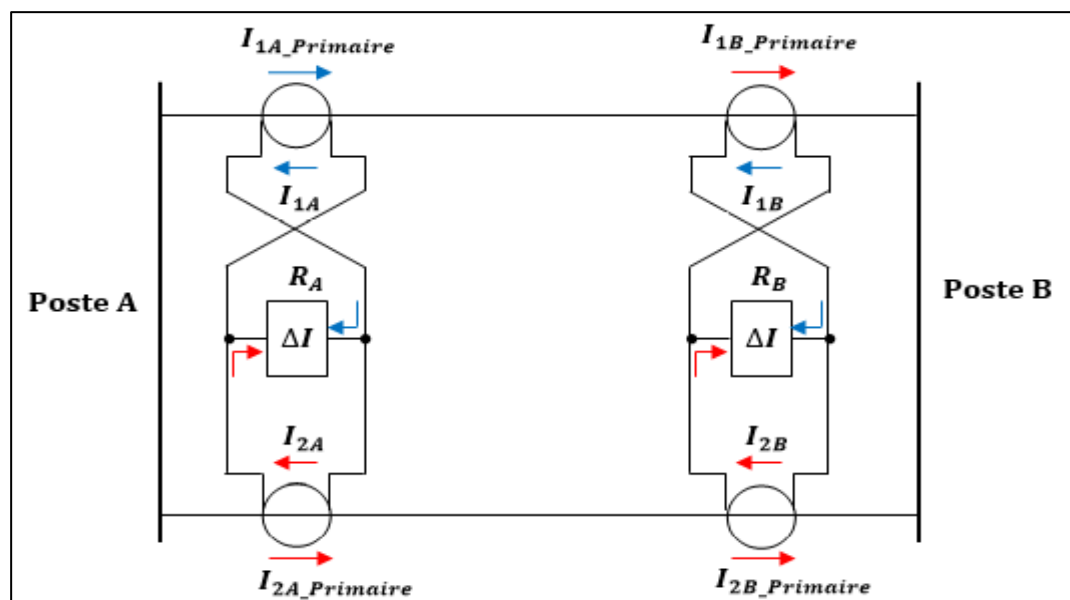 I1A_Primaire
I1B_Primaire
I1A
I1B
RA
RB
Poste A
ΔI
ΔI
Poste B
I2A
I2B
I2A_Primaire
I2B_Primaire